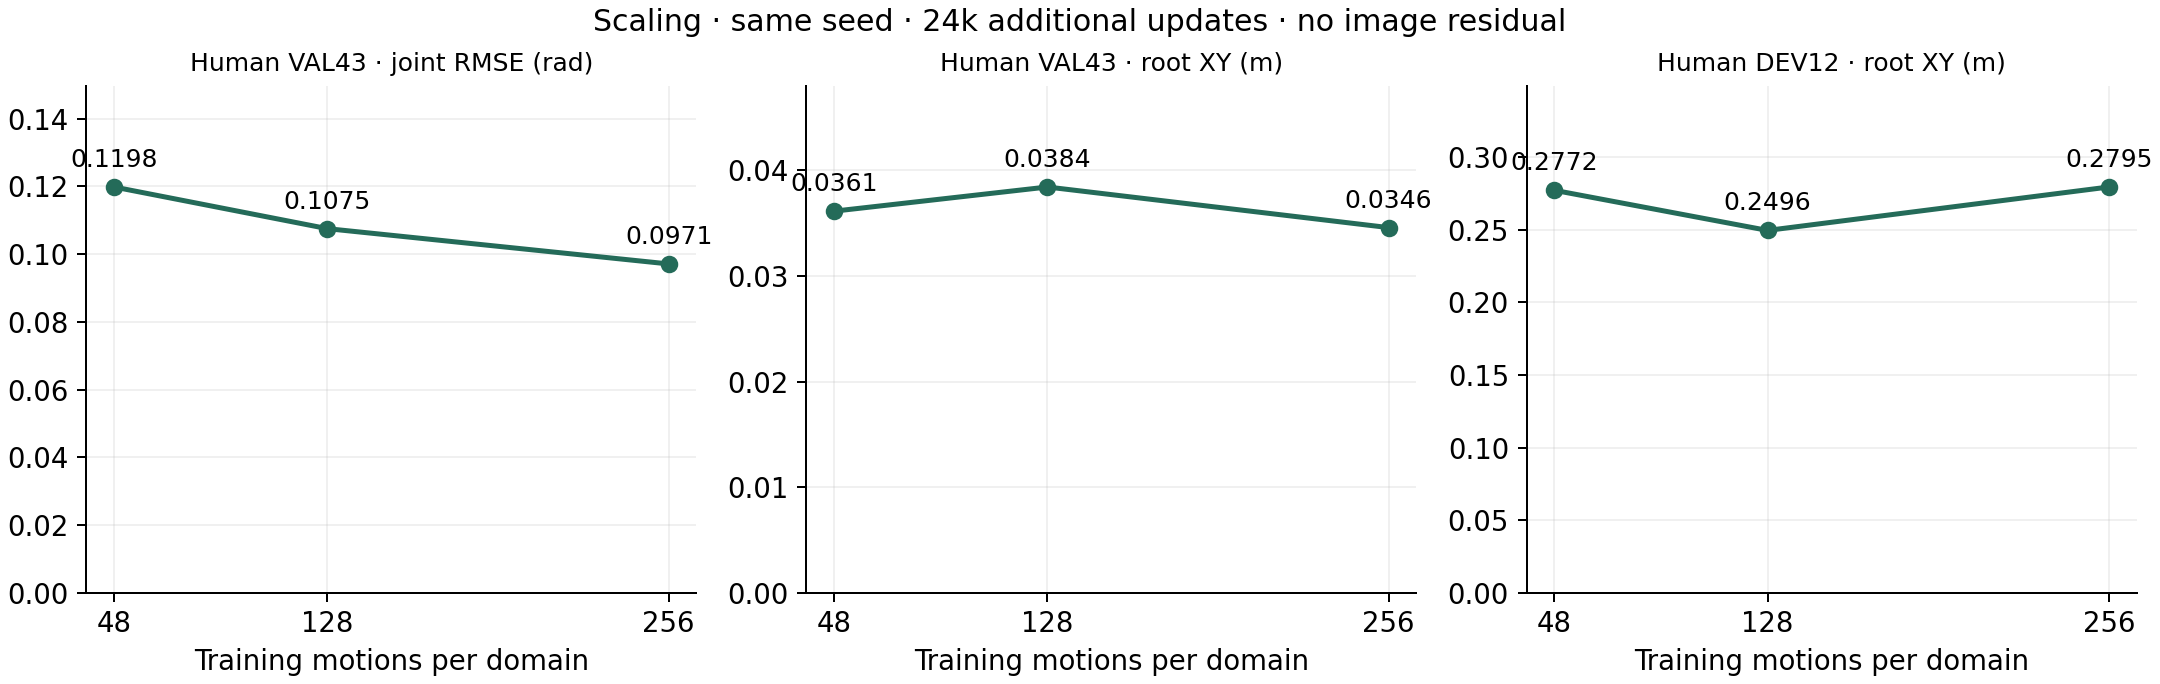 Scaling · same seed · 24k additional updates · no image residual
Human VAL43 · joint RMSE (rad)
0.14
0.12
0.10
0.08
0.06
0.04
0.02
0.00
0.1198
0.1075
0.0971
48 128 256
Training motions per domain
Human VAL43 · root XY (m)
0.04
0.03
0.02
0.01
0.00
0.0361
0.0384
0.0346
48 128 256
Training motions per domain
Human DEV12 · root XY (m)
0.30
0.25
0.20
0.15
0.10
0.05
0.00
0.2772
0.2496
0.2795
48 128 256
Training motions per domain